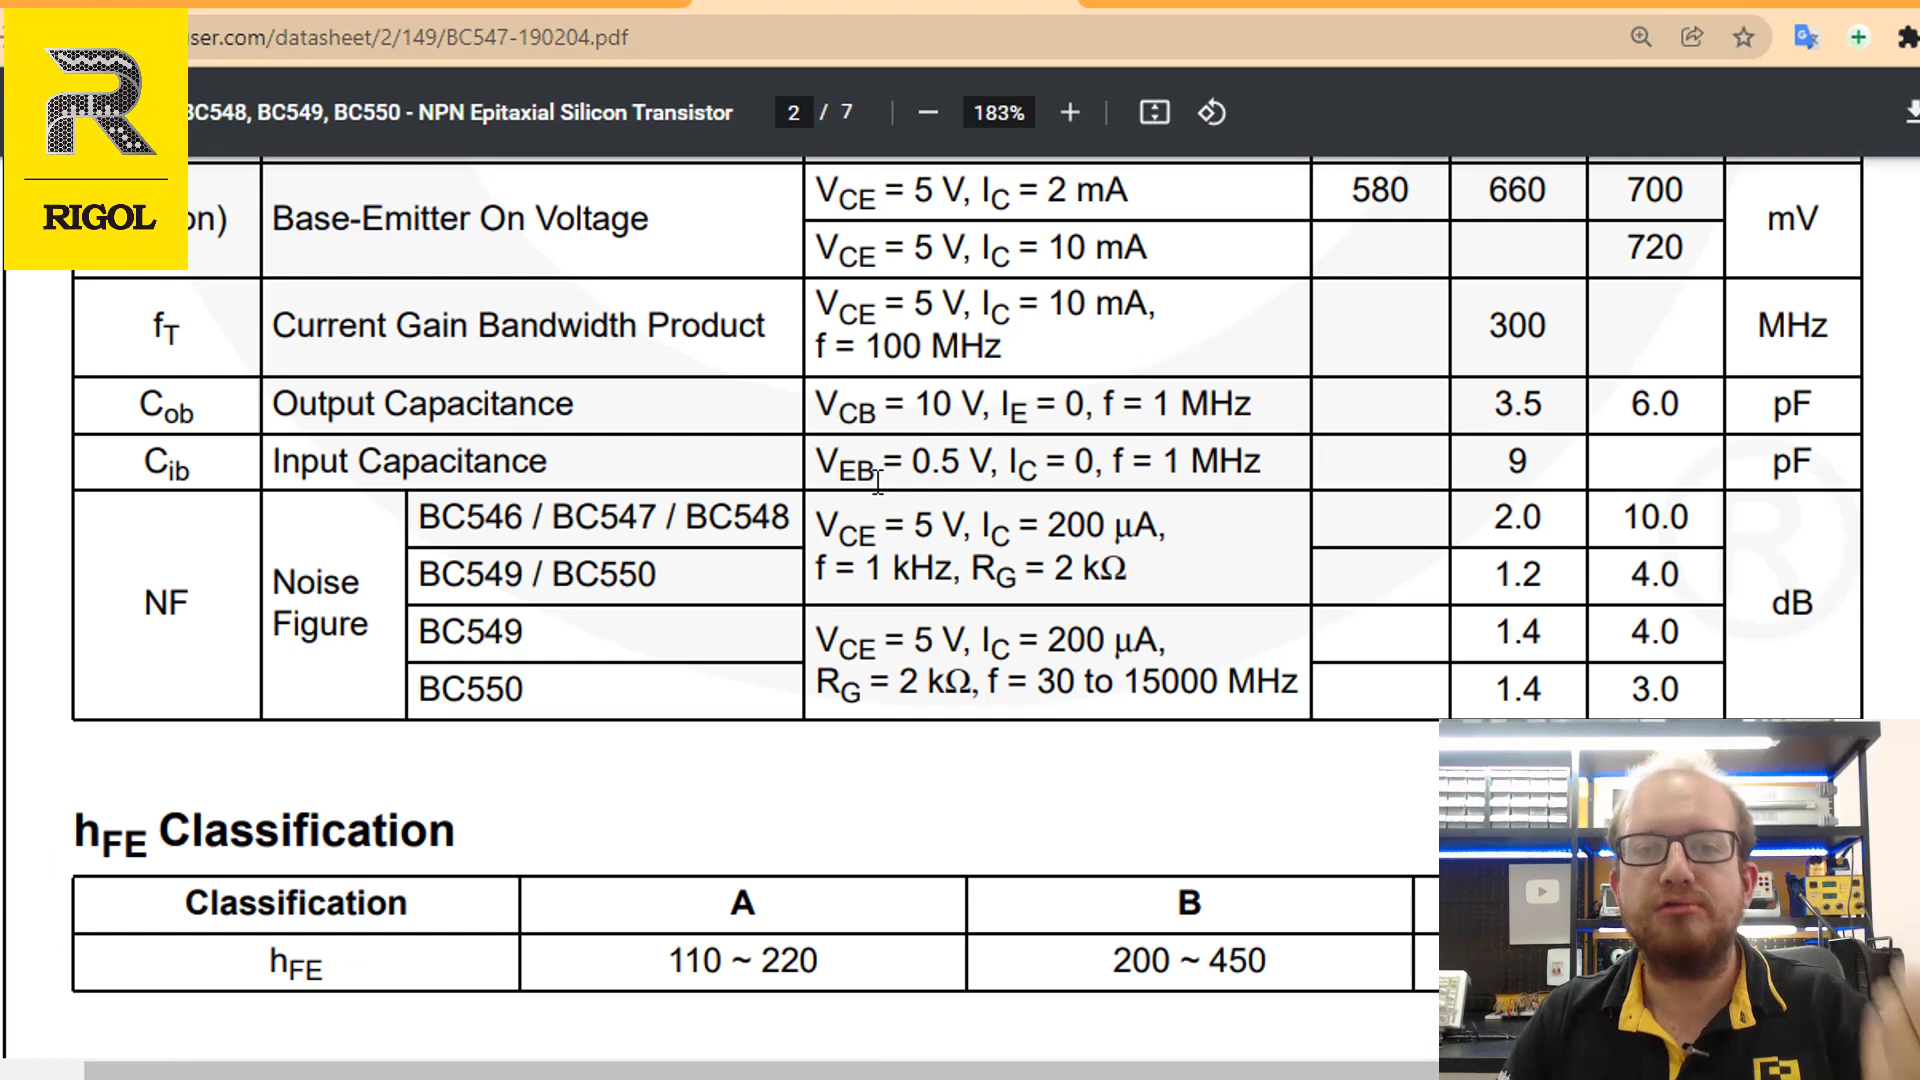 ser.com/datasheet/2/149/BC547-190204.pdf
BC548, BC549, BC550 - NPN Epitaxial Silicon Transistor
2 / 7
183%
RIGOL
on)
Base-Emitter On Voltage
VCE = 5 V, IC = 2 mA
580
660
700
mV
VCE = 5 V, IC = 10 mA
720
fT
Current Gain Bandwidth Product
VCE = 5 V, IC = 10 mA,
f = 100 MHz
300
MHz
Cob
Output Capacitance
VCB = 10 V, IE = 0, f = 1 MHz
3.5
6.0
pF
Cib
Input Capacitance
VEB = 0.5 V, IC = 0, f = 1 MHz
9
pF
NF
Noise
Figure
BC546 / BC547 / BC548
VCE = 5 V, IC = 200 μA,
f = 1 kHz, RG = 2 kΩ
2.0
10.0
dB
BC549 / BC550
1.2
4.0
BC549
VCE = 5 V, IC = 200 μA,
RG = 2 kΩ, f = 30 to 15000 MHz
1.4
4.0
BC550
1.4
3.0
hFE Classification
Classification
A
B
hFE
110 ~ 220
200 ~ 450